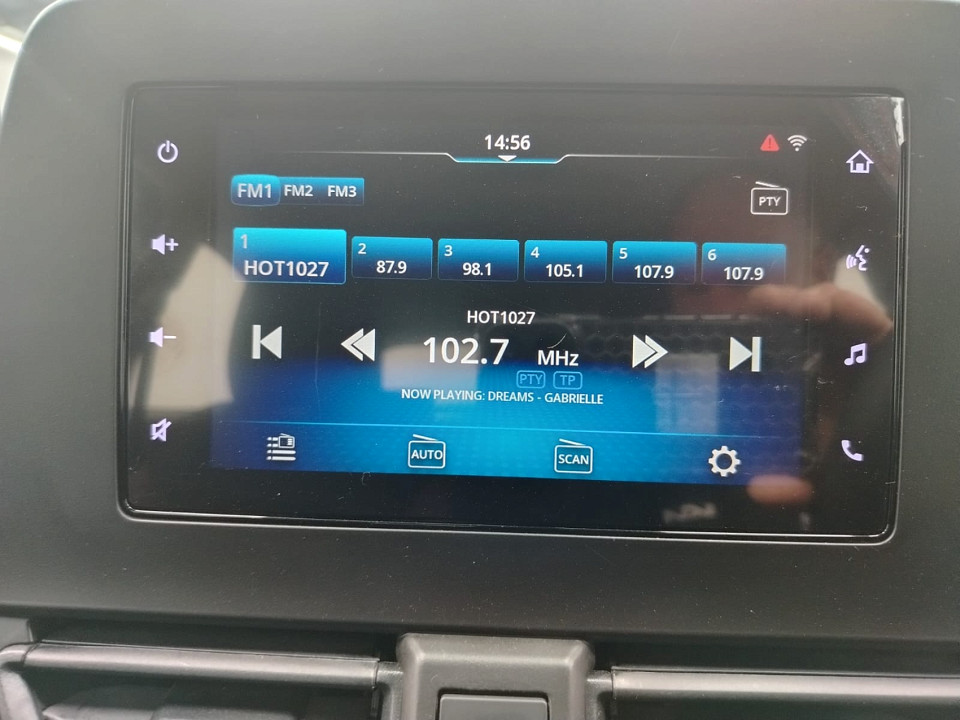 14:56
FM1 FM2 FM3
PTY
1 2 3 4 5 6
HOT1027 87.9 98.1 105.1 107.9 107.9
HOT1027
102.7 MHz
PTY TP
NOW PLAYING: DREAMS - GABRIELLE
AUTO SCAN